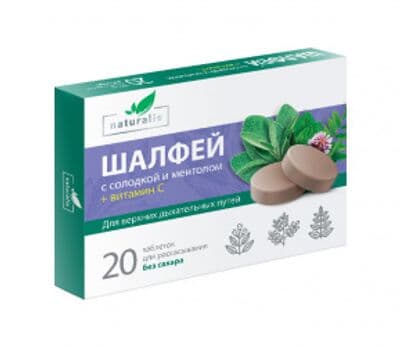 naturalis
ШАЛФЕЙ
с солодкой и ментолом
+ витамин С
Для верхних дыхательных путей
20
таблеток
для рассасывания
без сахара